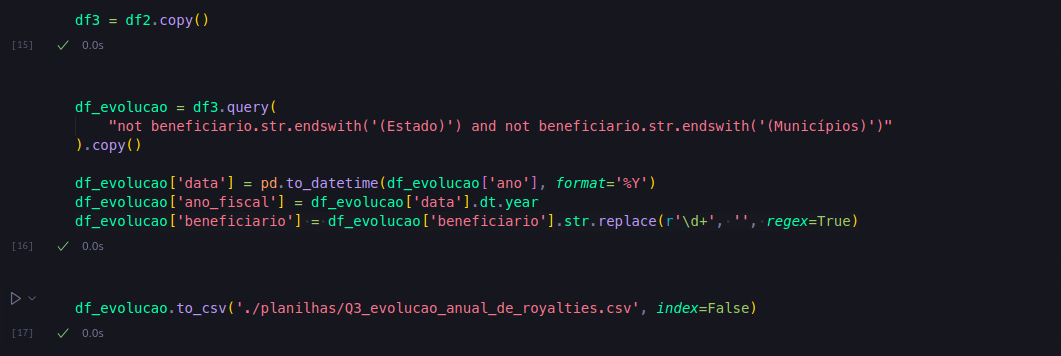 df3 = df2.copy()
[15] ✓ 0.0s
df_evolucao = df3.query(
    "not beneficiario.str.endswith('(Estado)') and not beneficiario.str.endswith('(Municípios)')"
).copy()
df_evolucao['data'] = pd.to_datetime(df_evolucao['ano'], format='%Y')
df_evolucao['ano_fiscal'] = df_evolucao['data'].dt.year
df_evolucao['beneficiario'] = df_evolucao['beneficiario'].str.replace(r'\d+', '', regex=True)
[16] ✓ 0.0s
df_evolucao.to_csv('./planilhas/Q3_evolucao_anual_de_royalties.csv', index=False)
[17] ✓ 0.0s